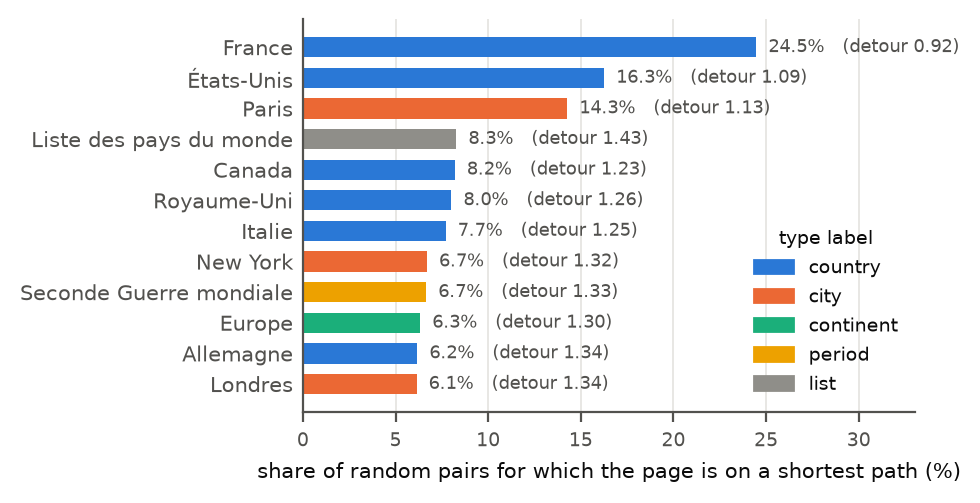 France 24.5% (detour 0.92)
États-Unis 16.3% (detour 1.09)
Paris 14.3% (detour 1.13)
Liste des pays du monde 8.3% (detour 1.43)
Canada 8.2% (detour 1.23)
Royaume-Uni 8.0% (detour 1.26)
Italie 7.7% (detour 1.25)
New York 6.7% (detour 1.32)
Seconde Guerre mondiale 6.7% (detour 1.33)
Europe 6.3% (detour 1.30)
Allemagne 6.2% (detour 1.34)
Londres 6.1% (detour 1.34)
type label
country
city
continent
period
list
0 5 10 15 20 25 30
share of random pairs for which the page is on a shortest path (%)